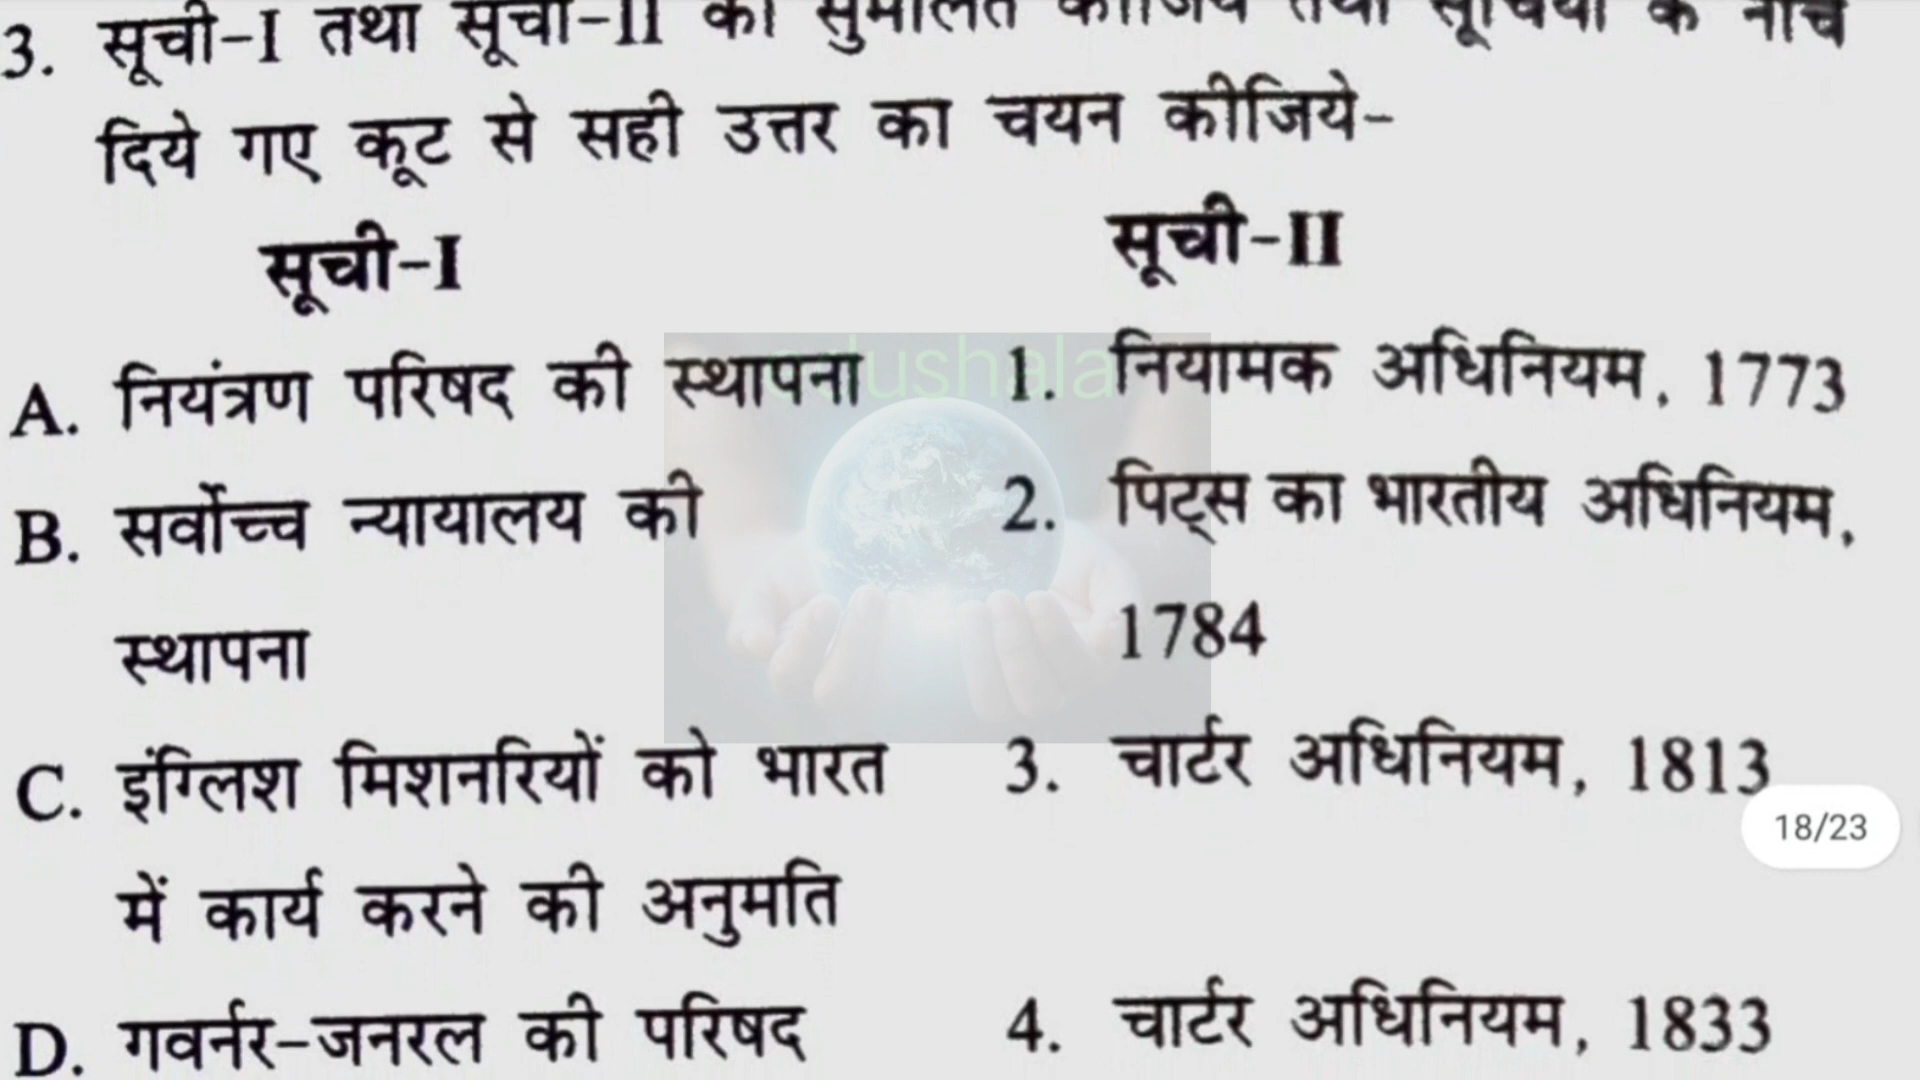 3. सूची-I तथा सूची-II को सुमेलित कीजिये तथा सूचियों के नीचे
दिये गए कूट से सही उत्तर का चयन कीजिये-
सूची-I सूची-II
A. नियंत्रण परिषद की स्थापना 1. नियामक अधिनियम, 1773
B. सर्वोच्च न्यायालय की 2. पिट्स का भारतीय अधिनियम,
स्थापना 1784
C. इंग्लिश मिशनरियों को भारत 3. चार्टर अधिनियम, 1813
18/23
में कार्य करने की अनुमति
D. गवर्नर-जनरल की परिषद 4. चार्टर अधिनियम, 1833
edushala